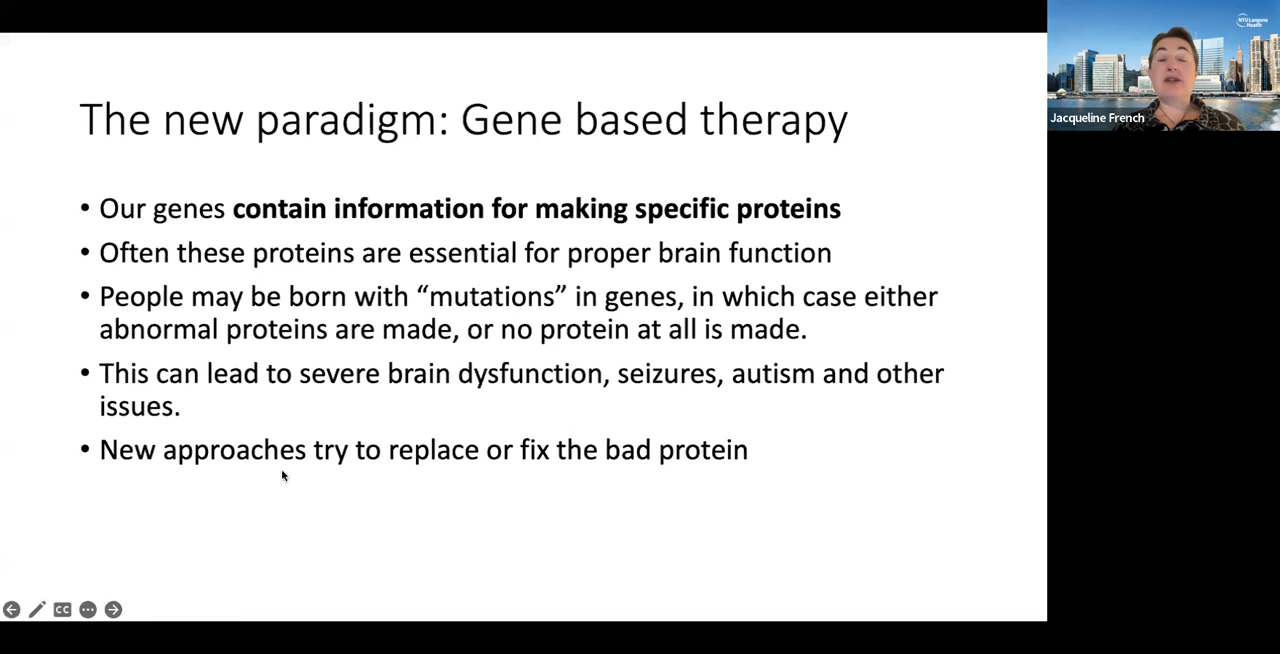 The new paradigm: Gene based therapy
• Our genes contain information for making specific proteins
• Often these proteins are essential for proper brain function
• People may be born with “mutations” in genes, in which case either
abnormal proteins are made, or no protein at all is made.
• This can lead to severe brain dysfunction, seizures, autism and other
issues.
• New approaches try to replace or fix the bad protein
CC
NYU Langone
Health
Jacqueline French